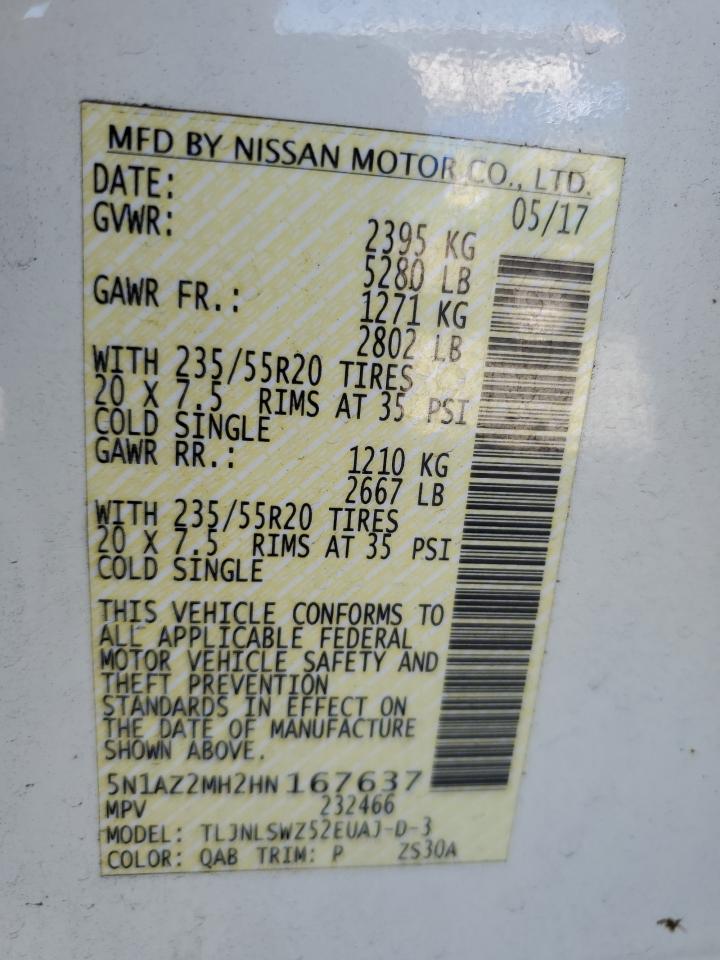 MFD BY NISSAN MOTOR CO., LTD.
DATE: 05/17
GVWR: 2395 KG
5280 LB
GAWR FR.: 1271 KG
2802 LB
WITH 235/55R20 TIRES
20 X 7.5 RIMS AT 35 PSI
COLD SINGLE
GAWR RR.: 1210 KG
2667 LB
WITH 235/55R20 TIRES
20 X 7.5 RIMS AT 35 PSI
COLD SINGLE
THIS VEHICLE CONFORMS TO
ALL APPLICABLE FEDERAL
MOTOR VEHICLE SAFETY AND
THEFT PREVENTION
STANDARDS IN EFFECT ON
THE DATE OF MANUFACTURE
SHOWN ABOVE.
5N1AZ2MH2HN167637
MPV 232466
MODEL: TLJNLSWZ52EUAJ-D-3
COLOR: QAB TRIM: P ZS30A